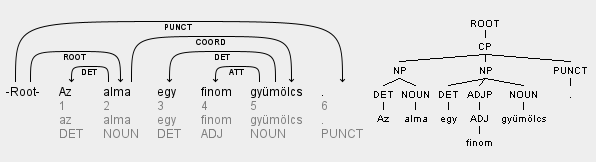 PUNCT
COORD
ROOT DET
DET ATT
-Root- Az alma egy finom gyümölcs .
1 2 3 4 5 6
az alma egy finom gyümölcs .
DET NOUN DET ADJ NOUN PUNCT
ROOT
CP
NP NP PUNCT
DET NOUN DET ADJP NOUN .
Az alma egy ADJ gyümölcs
finom